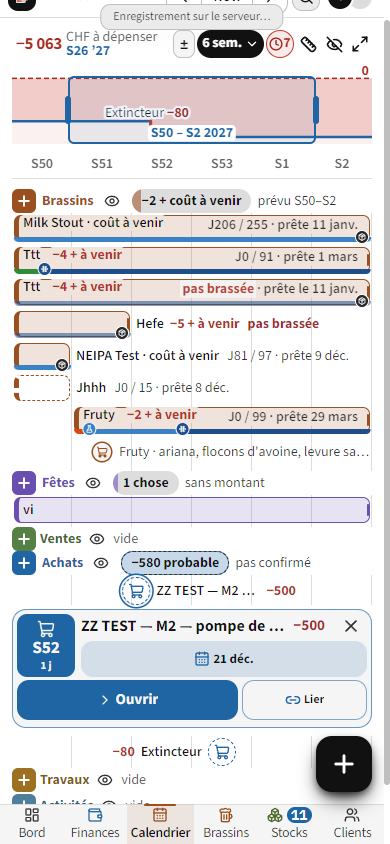 Enregistrement sur le serveur…
−5 063 CHF à dépenser
S26 ’27
± 6 sem. 7
0
Extincteur −80
S50 – S2 2027
S50 S51 S52 S53 S1 S2
Brassins −2 + coût à venir prévu S50–S2
Milk Stout · coût à venir J206 / 255 · prête 11 janv.
Ttt −4 + à venir J0 / 91 · prête 1 mars
Ttt −4 + à venir pas brassée · prête le 11 janv.
Hefe −5 + à venir pas brassée
NEIPA Test · coût à venir J81 / 97 · prête 9 déc.
Jhhh J0 / 15 · prête 8 déc.
Fruty −2 + à venir J0 / 99 · prête 29 mars
Fruty · ariana, flocons d’avoine, levure sa…
Fêtes 1 chose sans montant
vi
Ventes vide
Achats −580 probable pas confirmé
ZZ TEST — M2 … −500
S52
1 j
ZZ TEST — M2 — pompe de … −500
21 déc.
Ouvrir
Lier
−80 Extincteur
Travaux vide
Bord Finances Calendrier Brassins Stocks 11 Clients